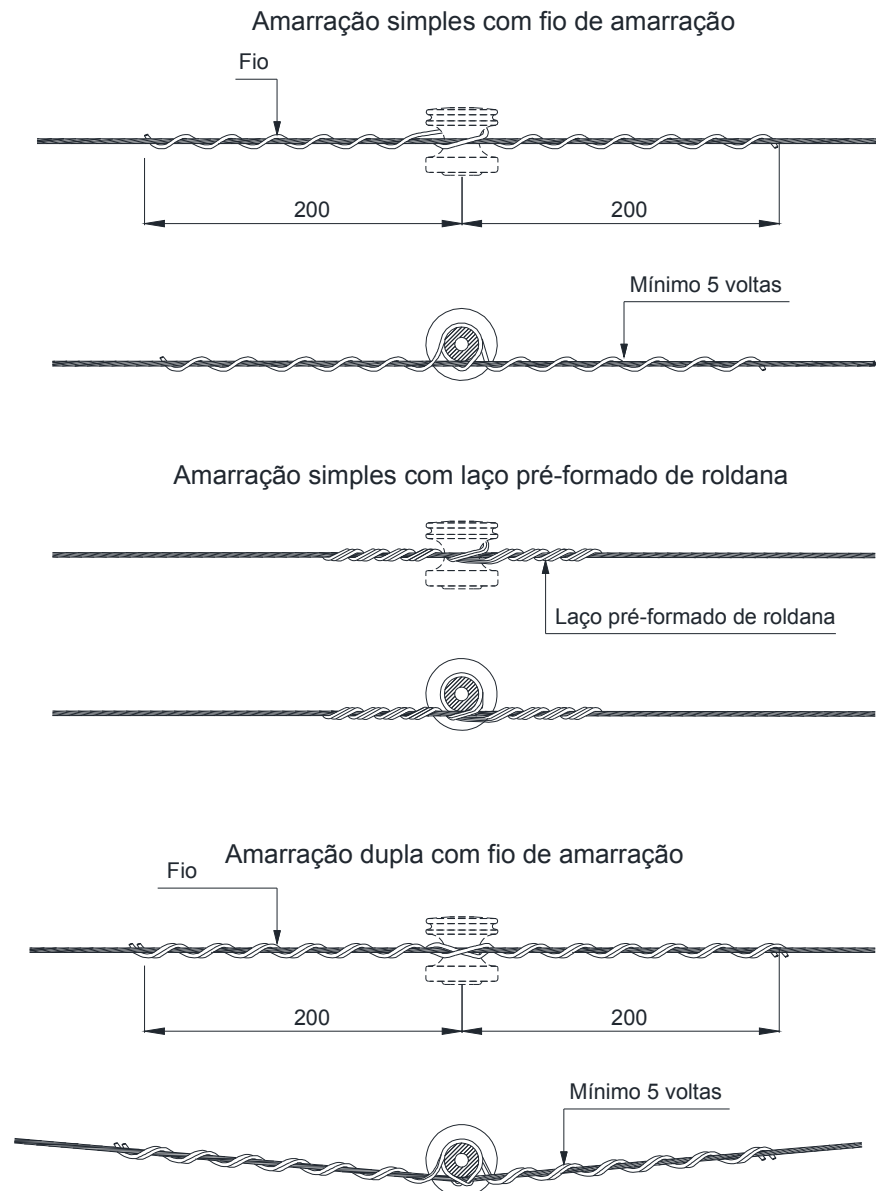 Amarração simples com fio de amarração
Fio
200
200
Mínimo 5 voltas
Amarração simples com laço pré-formado de roldana
Laço pré-formado de roldana
Amarração dupla com fio de amarração
Fio
200
200
Mínimo 5 voltas